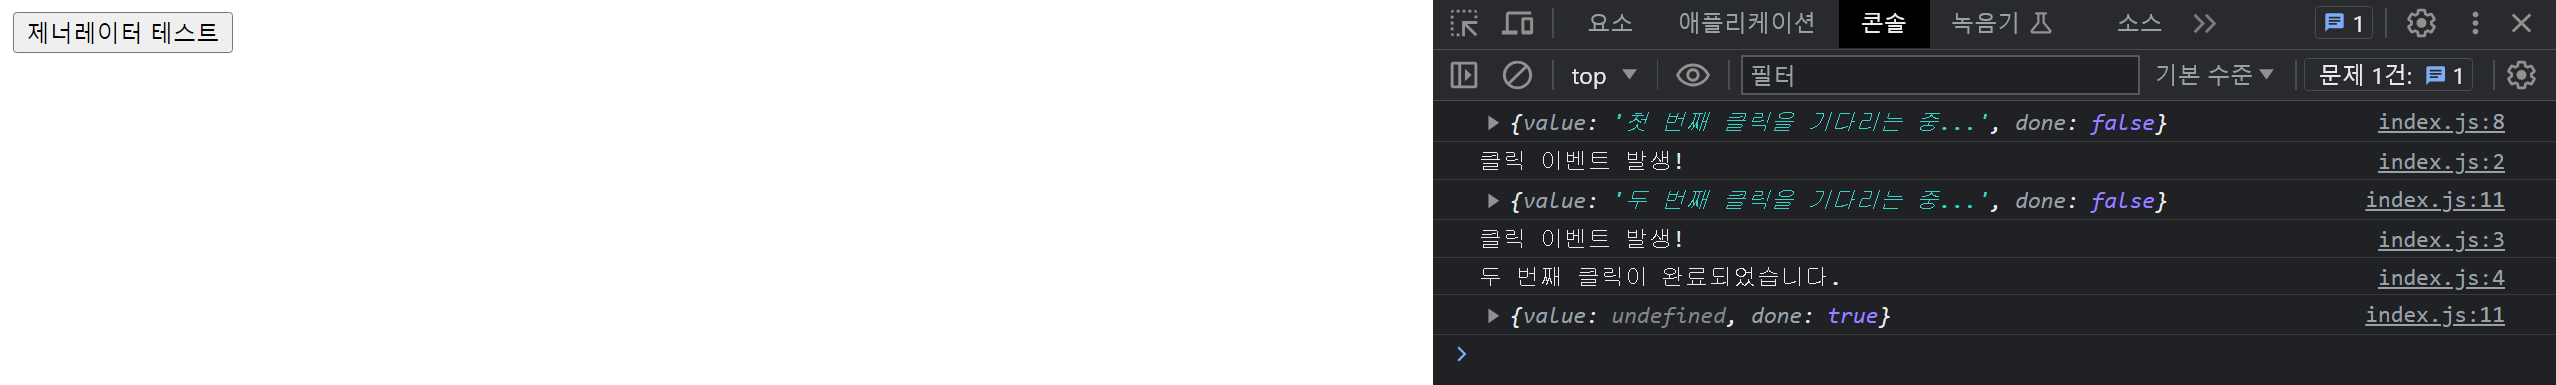 제너레이터 테스트
요소 애플리케이션 콘솔 녹음기 소스 1
top 필터 기본 수준 문제 1건: 1
{value: '첫 번째 클릭을 기다리는 중...', done: false} index.js:8
클릭 이벤트 발생! index.js:2
{value: '두 번째 클릭을 기다리는 중...', done: false} index.js:11
클릭 이벤트 발생! index.js:3
두 번째 클릭이 완료되었습니다. index.js:4
{value: undefined, done: true} index.js:11